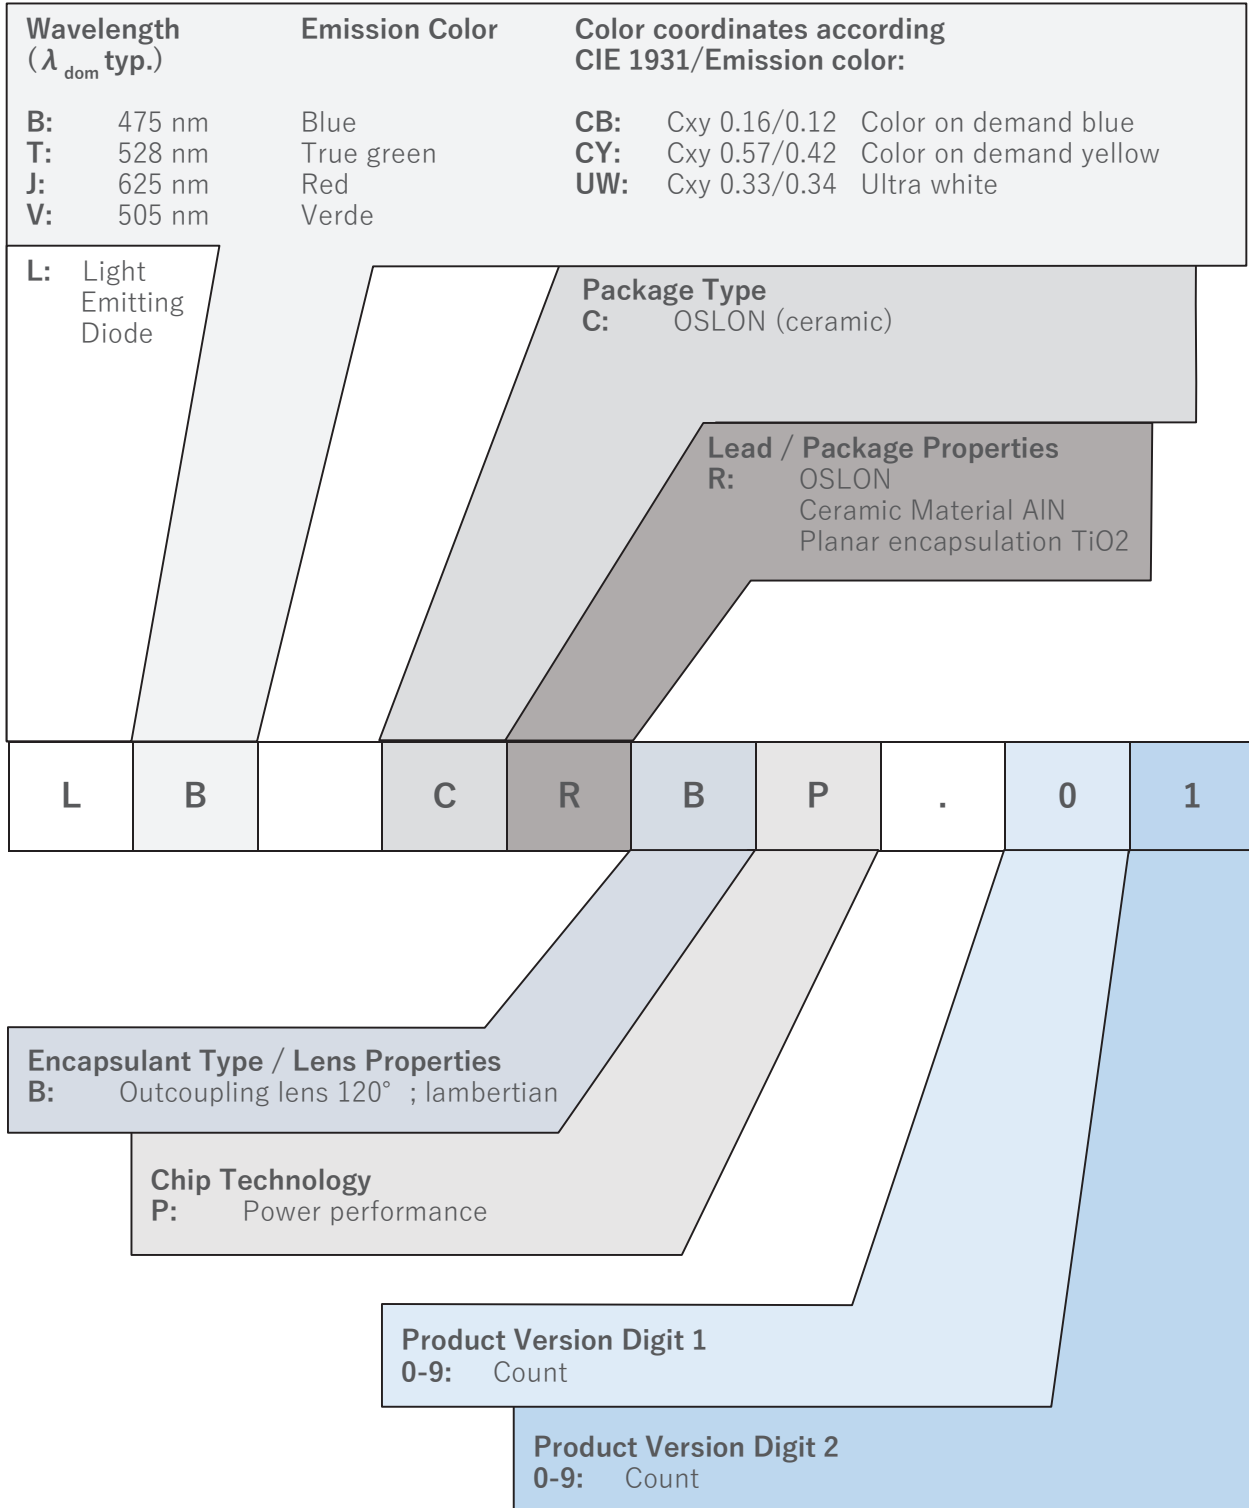 Wavelength Emission Color Color coordinates according
(λ dom typ.) CIE 1931/Emission color:
B: 475 nm Blue CB: Cxy 0.16/0.12 Color on demand blue
T: 528 nm True green CY: Cxy 0.57/0.42 Color on demand yellow
J: 625 nm Red UW: Cxy 0.33/0.34 Ultra white
V: 505 nm Verde
L: Light
Emitting
Diode
Package Type
C: OSLON (ceramic)
Lead / Package Properties
R: OSLON
Ceramic Material AlN
Planar encapsulation TiO2
L B C R B P . 0 1
Encapsulant Type / Lens Properties
B: Outcoupling lens 120° ; lambertian
Chip Technology
P: Power performance
Product Version Digit 1
0-9: Count
Product Version Digit 2
0-9: Count